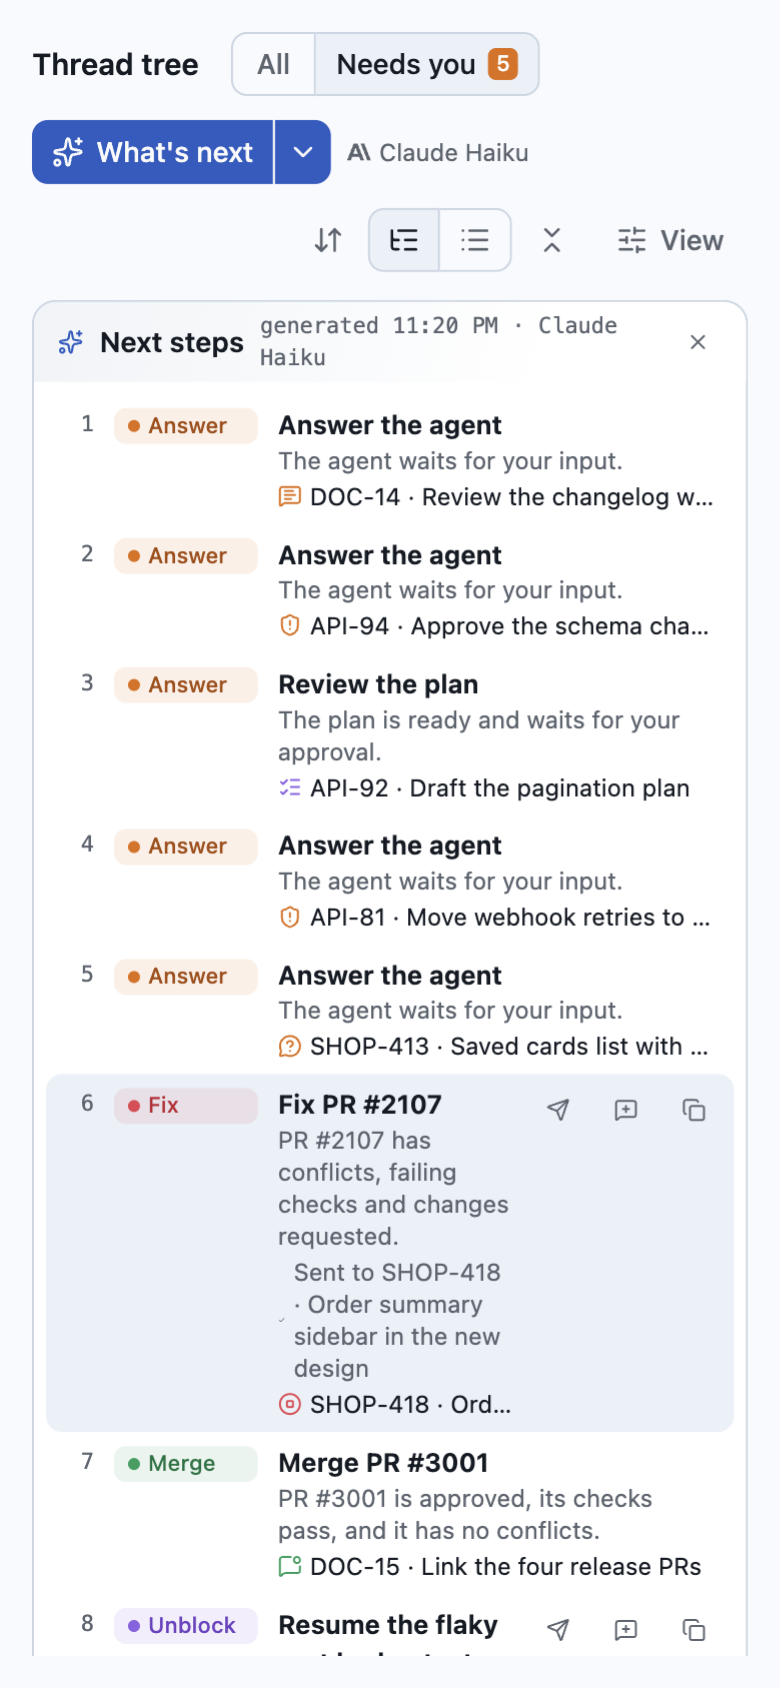 Thread tree
All
Needs you 5
What's next
Claude Haiku
View
Next steps
generated 11:20 PM · Claude
Haiku
1 Answer Answer the agent
The agent waits for your input.
DOC-14 · Review the changelog w...
2 Answer Answer the agent
The agent waits for your input.
API-94 · Approve the schema cha...
3 Answer Review the plan
The plan is ready and waits for your
approval.
API-92 · Draft the pagination plan
4 Answer Answer the agent
The agent waits for your input.
API-81 · Move webhook retries to ...
5 Answer Answer the agent
The agent waits for your input.
SHOP-413 · Saved cards list with ...
6 Fix Fix PR #2107
PR #2107 has
conflicts, failing
checks and changes
requested.
Sent to SHOP-418
· Order summary
sidebar in the new
design
SHOP-418 · Ord...
7 Merge Merge PR #3001
PR #3001 is approved, its checks
pass, and it has no conflicts.
DOC-15 · Link the four release PRs
8 Unblock Resume the flaky